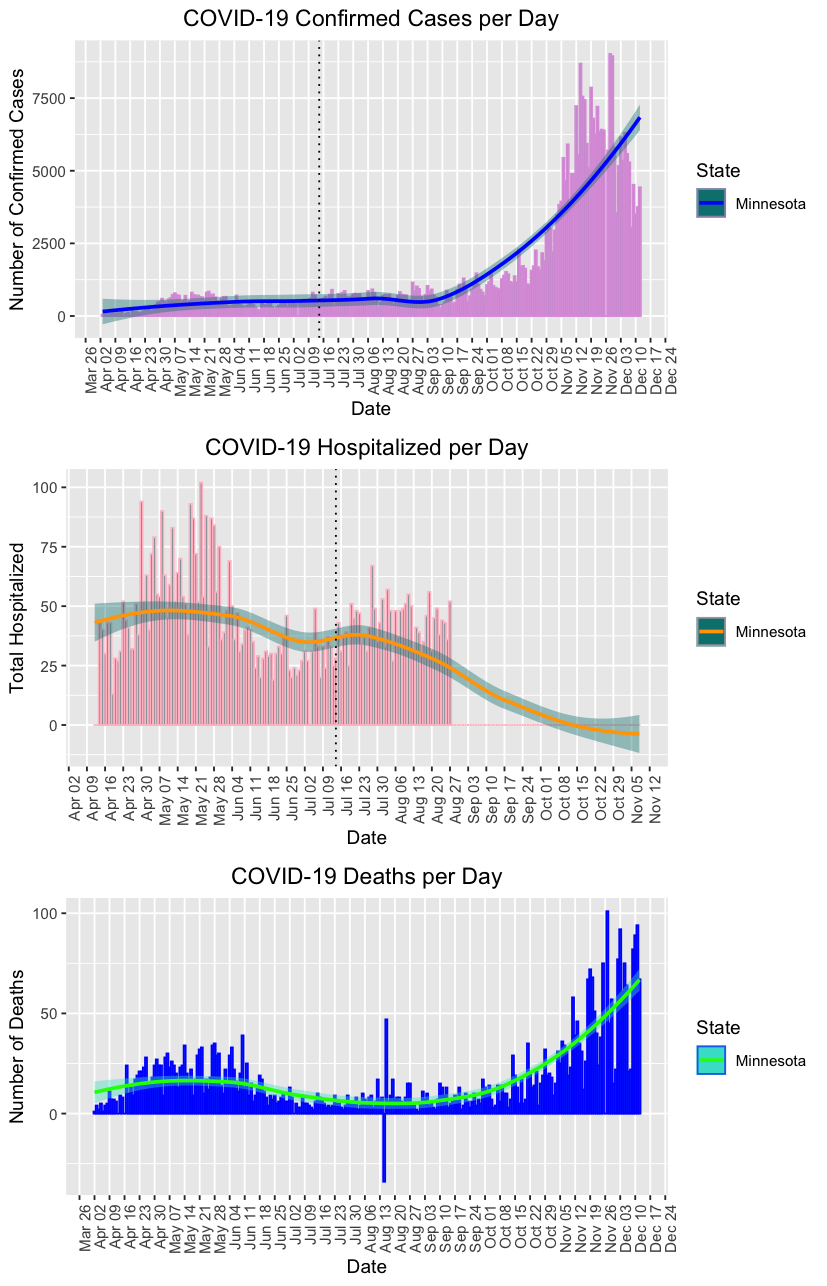 COVID-19 Confirmed Cases per Day
Number of Confirmed Cases
7500
5000
2500
0
Mar 26
Apr 02
Apr 09
Apr 16
Apr 23
Apr 30
May 07
May 14
May 21
May 28
Jun 04
Jun 11
Jun 18
Jun 25
Jul 02
Jul 09
Jul 16
Jul 23
Jul 30
Aug 06
Aug 13
Aug 20
Aug 27
Sep 03
Sep 10
Sep 17
Sep 24
Oct 01
Oct 08
Oct 15
Oct 22
Oct 29
Nov 05
Nov 12
Nov 19
Nov 26
Dec 03
Dec 10
Dec 17
Dec 24
Date
State
Minnesota
COVID-19 Hospitalized per Day
Total Hospitalized
100
75
50
25
0
Apr 02
Apr 09
Apr 16
Apr 23
Apr 30
May 07
May 14
May 21
May 28
Jun 04
Jun 11
Jun 18
Jun 25
Jul 02
Jul 09
Jul 16
Jul 23
Jul 30
Aug 06
Aug 13
Aug 20
Aug 27
Sep 03
Sep 10
Sep 17
Sep 24
Oct 01
Oct 08
Oct 15
Oct 22
Oct 29
Nov 05
Nov 12
Date
State
Minnesota
COVID-19 Deaths per Day
Number of Deaths
100
50
0
Mar 26
Apr 02
Apr 09
Apr 16
Apr 23
Apr 30
May 07
May 14
May 21
May 28
Jun 04
Jun 11
Jun 18
Jun 25
Jul 02
Jul 09
Jul 16
Jul 23
Jul 30
Aug 06
Aug 13
Aug 20
Aug 27
Sep 03
Sep 10
Sep 17
Sep 24
Oct 01
Oct 08
Oct 15
Oct 22
Oct 29
Nov 05
Nov 12
Nov 19
Nov 26
Dec 03
Dec 10
Dec 17
Dec 24
Date
State
Minnesota